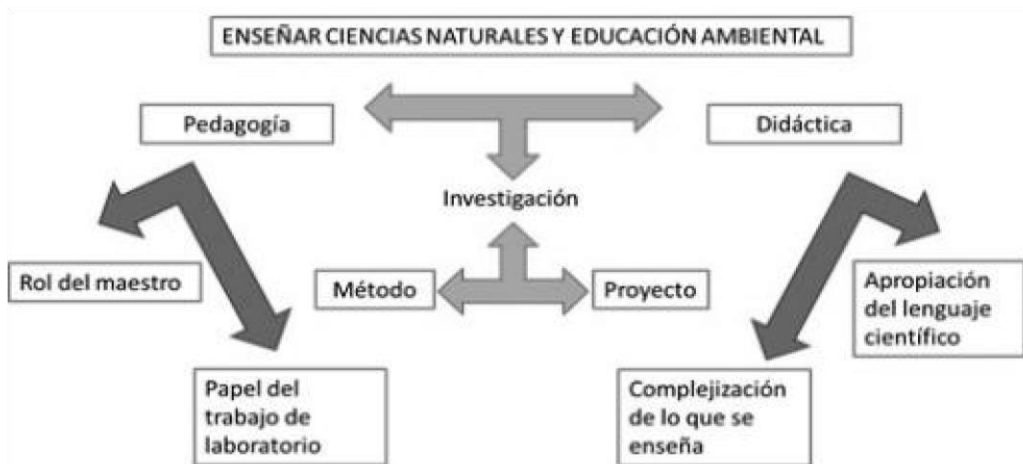 ENSEÑAR CIENCIAS NATURALES Y EDUCACIÓN AMBIENTAL
Pedagogía
Didáctica
Investigación
Rol del maestro
Método
Proyecto
Apropiación
del lenguaje
científico
Papel del
trabajo de
laboratorio
Complejización
de lo que se
enseña